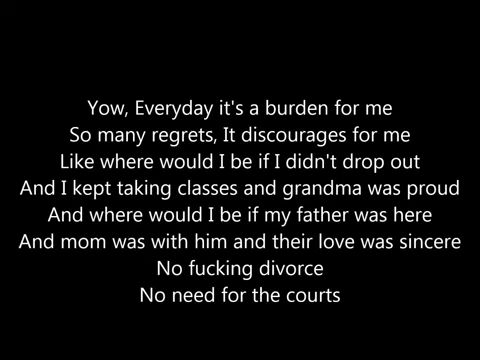 Yow, Everyday it's a burden for me
So many regrets, It discourages for me
Like where would I be if I didn't drop out
And I kept taking classes and grandma was proud
And where would I be if my father was here
And mom was with him and their love was sincere
No fucking divorce
No need for the courts